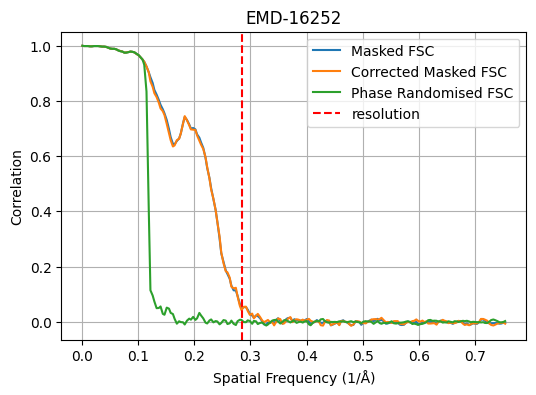 EMD-16252
Masked FSC
Corrected Masked FSC
Phase Randomised FSC
resolution
Correlation
1.0
0.8
0.6
0.4
0.2
0.0
0.0 0.1 0.2 0.3 0.4 0.5 0.6 0.7
Spatial Frequency (1/Å)